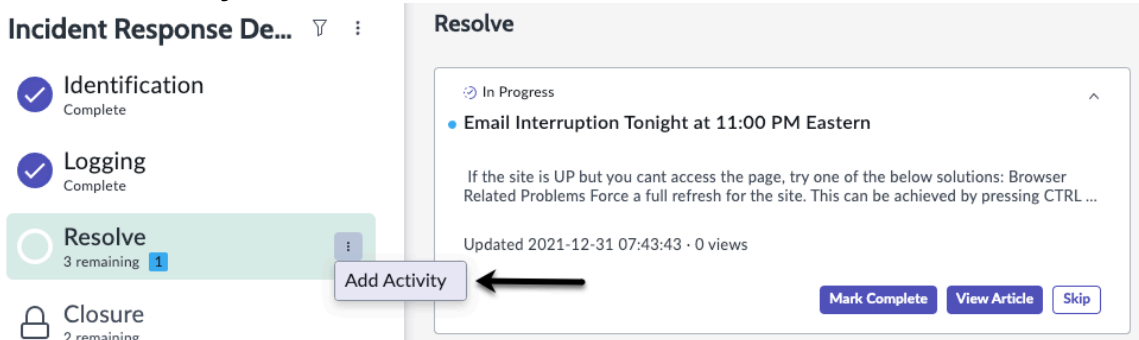 Incident Response De...
Identification
Complete
Logging
Complete
Resolve
3 remaining 1
Add Activity
Closure
2 remaining
Resolve
In Progress
Email Interruption Tonight at 11:00 PM Eastern
If the site is UP but you cant access the page, try one of the below solutions: Browser
Related Problems Force a full refresh for the site. This can be achieved by pressing CTRL ...
Updated 2021-12-31 07:43:43 · 0 views
Mark Complete View Article Skip